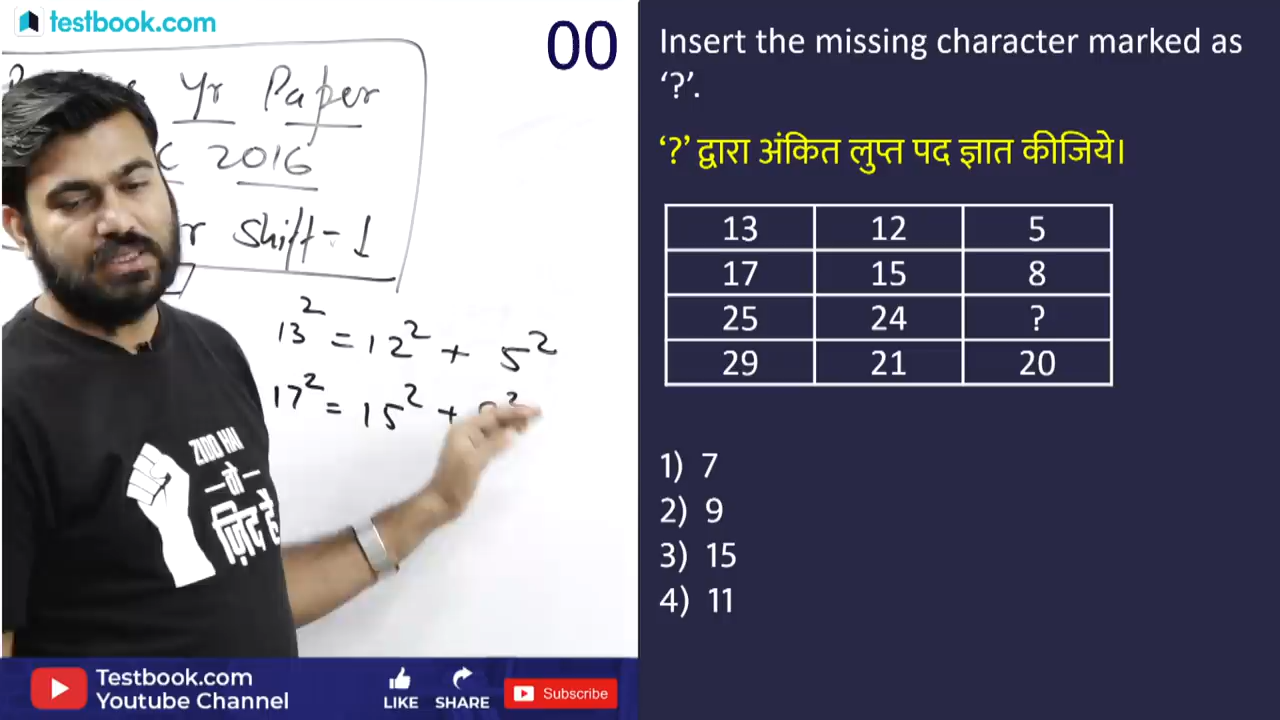 testbook.com
00
Yr Paper
2016
Shift - 1
13² = 12² + 5²
17² = 15² +
ZIDD HAI
—तो—
ज़िद है
Insert the missing character marked as
‘?’.
‘?’ द्वारा अंकित लुप्त पद ज्ञात कीजिये।
13 12 5
17 15 8
25 24 ?
29 21 20
1) 7
2) 9
3) 15
4) 11
Testbook.com
Youtube Channel
LIKE
SHARE
Subscribe